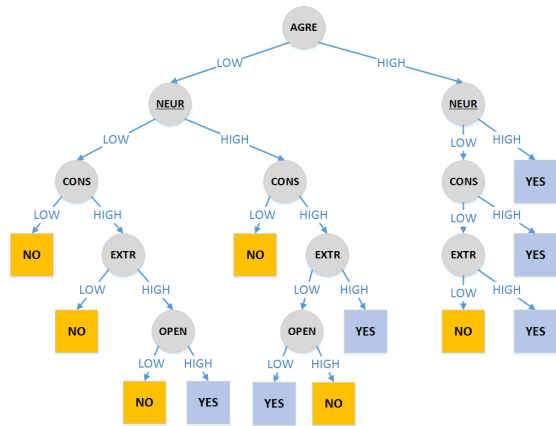 AGRE
LOW HIGH
NEUR NEUR
LOW HIGH LOW HIGH
CONS CONS CONS YES
LOW HIGH LOW HIGH LOW HIGH
NO EXTR NO EXTR EXTR YES
LOW HIGH LOW HIGH LOW HIGH
NO OPEN OPEN YES NO YES
LOW HIGH LOW HIGH
NO YES YES NO